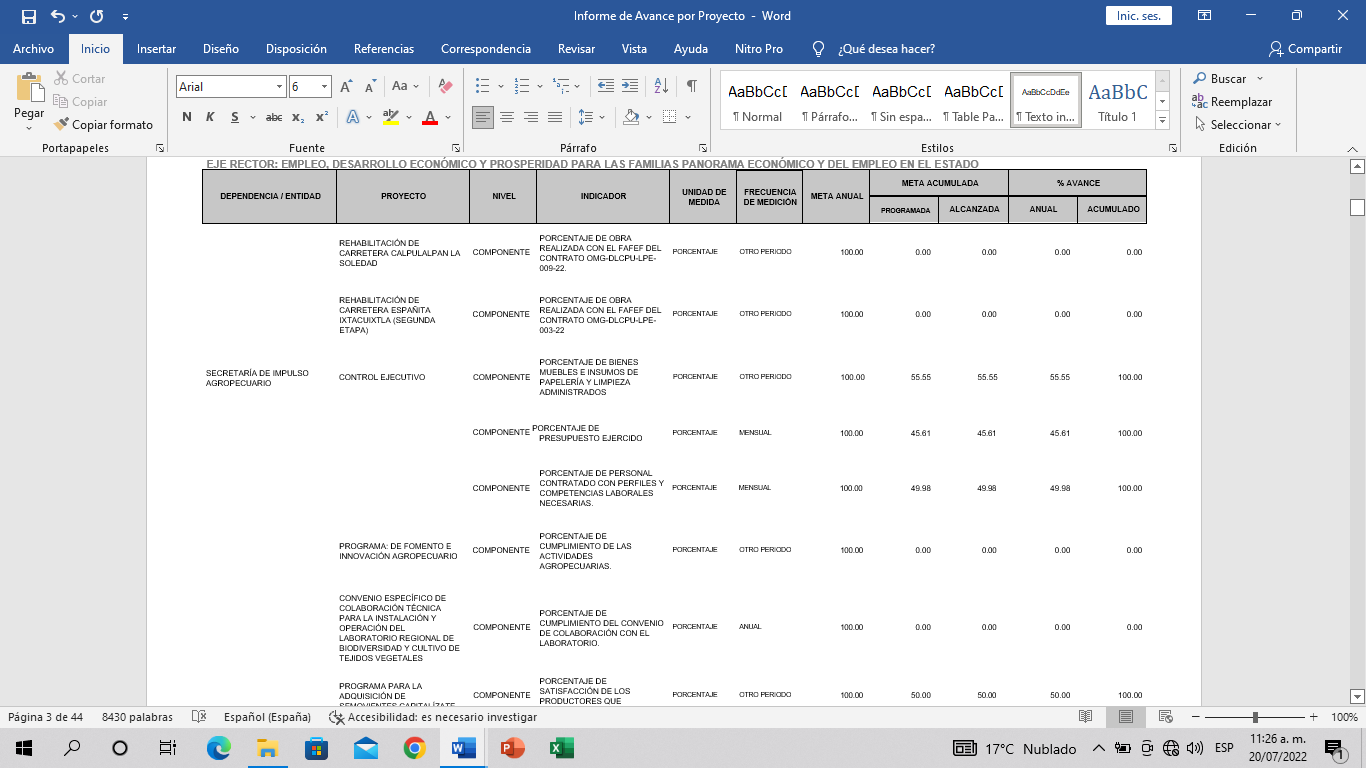 Informe de Avance por Proyecto - Word
Inic. ses.
Archivo Inicio Insertar Diseño Disposición Referencias Correspondencia Revisar Vista Ayuda Nitro Pro ¿Qué desea hacer? Compartir
Pegar
Cortar
Copiar
Copiar formato
Portapapeles
Arial 6
Aa
N K S abc x₂ x² A A
Fuente
Párrafo
AaBbCcD AaBbCcD AaBbCcD AaBbCcD AaBbCcDdEe AaBbC
¶ Normal ¶ Párrafo... ¶ Sin espa... ¶ Table Pa... ¶ Texto in... Título 1
Estilos
Buscar
Reemplazar
Seleccionar
Edición
EJE RECTOR: EMPLEO, DESARROLLO ECONÓMICO Y PROSPERIDAD PARA LAS FAMILIAS PANORAMA ECONÓMICO Y DEL EMPLEO EN EL ESTADO
DEPENDENCIA / ENTIDAD
PROYECTO
NIVEL
INDICADOR
UNIDAD DE
MEDIDA
FRECUENCIA
DE MEDICIÓN
META ANUAL
META ACUMULADA
PROGRAMADA ALCANZADA
% AVANCE
ANUAL ACUMULADO
REHABILITACIÓN DE
CARRETERA CALPULALPAN LA
SOLEDAD
COMPONENTE
PORCENTAJE DE OBRA
REALIZADA CON EL FAFEF DEL
CONTRATO OMG-DLCPU-LPE-
009-22.
PORCENTAJE OTRO PERIODO 100.00 0.00 0.00 0.00 0.00
REHABILITACIÓN DE
CARRETERA ESPAÑITA
IXTACUIXTLA (SEGUNDA
ETAPA)
COMPONENTE
PORCENTAJE DE OBRA
REALIZADA CON EL FAFEF DEL
CONTRATO OMG-DLCPU-LPE-
003-22
PORCENTAJE OTRO PERIODO 100.00 0.00 0.00 0.00 0.00
SECRETARÍA DE IMPULSO
AGROPECUARIO
CONTROL EJECUTIVO
COMPONENTE
PORCENTAJE DE BIENES
MUEBLES E INSUMOS DE
PAPELERÍA Y LIMPIEZA
ADMINISTRADOS
PORCENTAJE OTRO PERIODO 100.00 55.55 55.55 55.55 100.00
COMPONENTE
PORCENTAJE DE
PRESUPUESTO EJERCIDO
PORCENTAJE MENSUAL 100.00 45.61 45.61 45.61 100.00
COMPONENTE
PORCENTAJE DE PERSONAL
CONTRATADO CON PERFILES Y
COMPETENCIAS LABORALES
NECESARIAS.
PORCENTAJE MENSUAL 100.00 49.98 49.98 49.98 100.00
PROGRAMA: DE FOMENTO E
INNOVACIÓN AGROPECUARIO
COMPONENTE
PORCENTAJE DE
CUMPLIMIENTO DE LAS
ACTIVIDADES
AGROPECUARIAS.
PORCENTAJE OTRO PERIODO 100.00 0.00 0.00 0.00 0.00
CONVENIO ESPECÍFICO DE
COLABORACIÓN TÉCNICA
PARA LA INSTALACIÓN Y
OPERACIÓN DEL
LABORATORIO REGIONAL DE
BIODIVERSIDAD Y CULTIVO DE
TEJIDOS VEGETALES
COMPONENTE
PORCENTAJE DE
CUMPLIMIENTO DEL CONVENIO
DE COLABORACIÓN CON EL
LABORATORIO.
PORCENTAJE ANUAL 100.00 0.00 0.00 0.00 0.00
PROGRAMA PARA LA
ADQUISICIÓN DE
SEMOVIENTES CAPITALÍZATE
COMPONENTE
PORCENTAJE DE
SATISFACCIÓN DE LOS
PRODUCTORES QUE
PORCENTAJE OTRO PERIODO 100.00 50.00 50.00 50.00 100.00
Página 3 de 44 8430 palabras Español (España) Accesibilidad: es necesario investigar 100%
17°C Nublado ESP
11:26 a. m.
20/07/2022
1